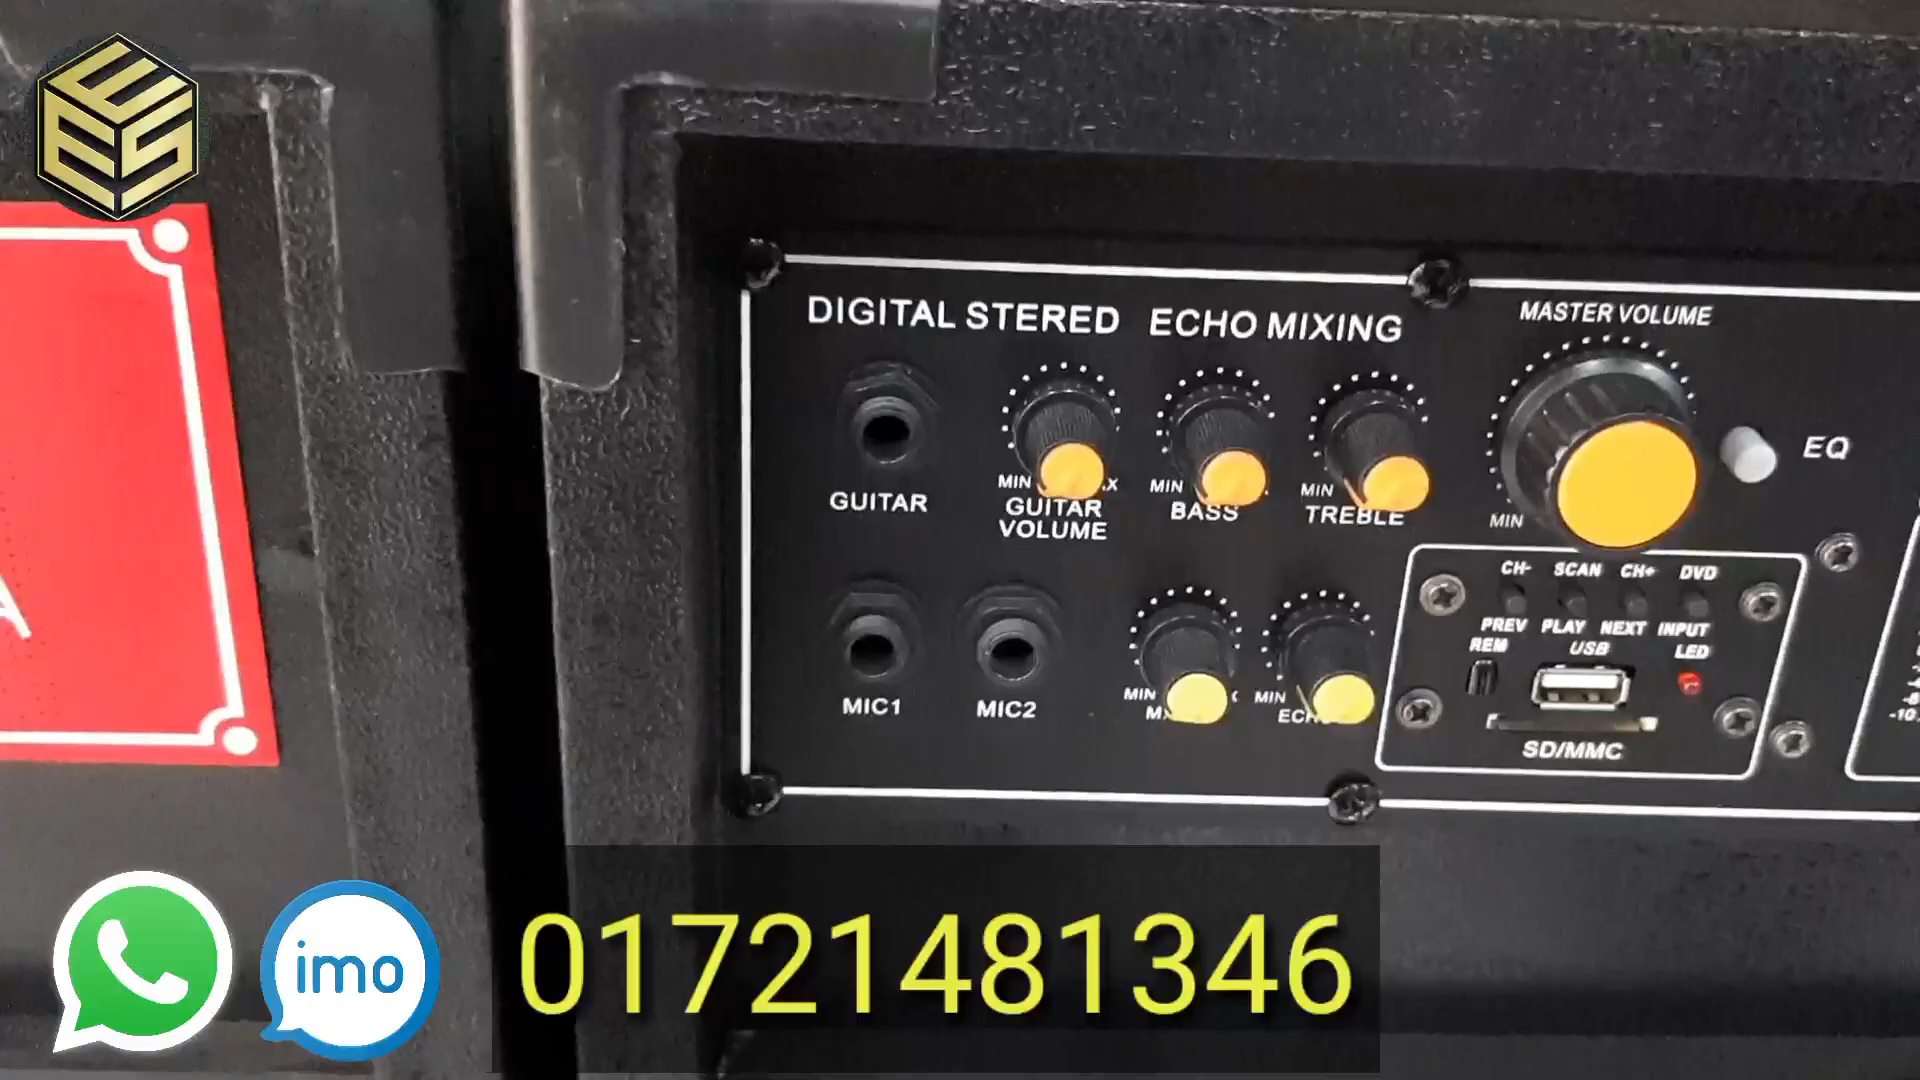 EES
DIGITAL STERED ECHO MIXING
MASTER VOLUME
EQ
GUITAR
MIN
GUITAR
VOLUME
MIN
BASS
MIN
TREBLE
MIN
CH- SCAN CH+ DVD
PREV PLAY NEXT INPUT
REM USB LED
SD/MMC
MIC1
MIC2
MIN
MIN
A
imo
01721481346